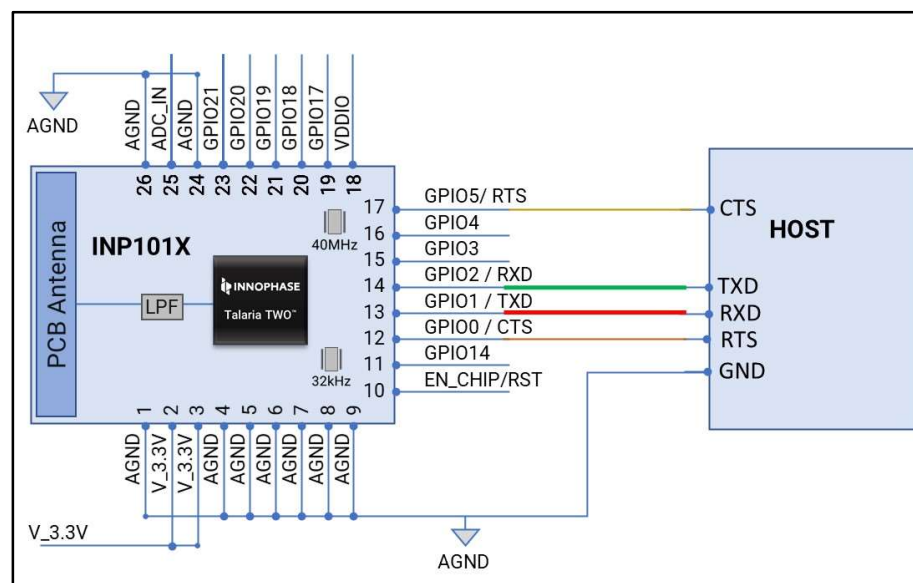 AGND
AGND
ADC_IN
AGND
GPIO21
GPIO20
GPIO19
GPIO18
GPIO17
VDDIO
26
25
24
23
22
21
20
19
18
PCB Antenna
INP101X
40MHz
LPF
INNOPHASE
Talaria TWO™
32kHz
17
GPIO5/ RTS
16
GPIO4
15
GPIO3
14
GPIO2 / RXD
13
GPIO1 / TXD
12
GPIO0 / CTS
11
GPIO14
10
EN_CHIP/RST
HOST
CTS
TXD
RXD
RTS
GND
1
2
3
4
5
6
7
8
9
AGND
V_3.3V
V_3.3V
AGND
AGND
AGND
AGND
AGND
AGND
V_3.3V
AGND